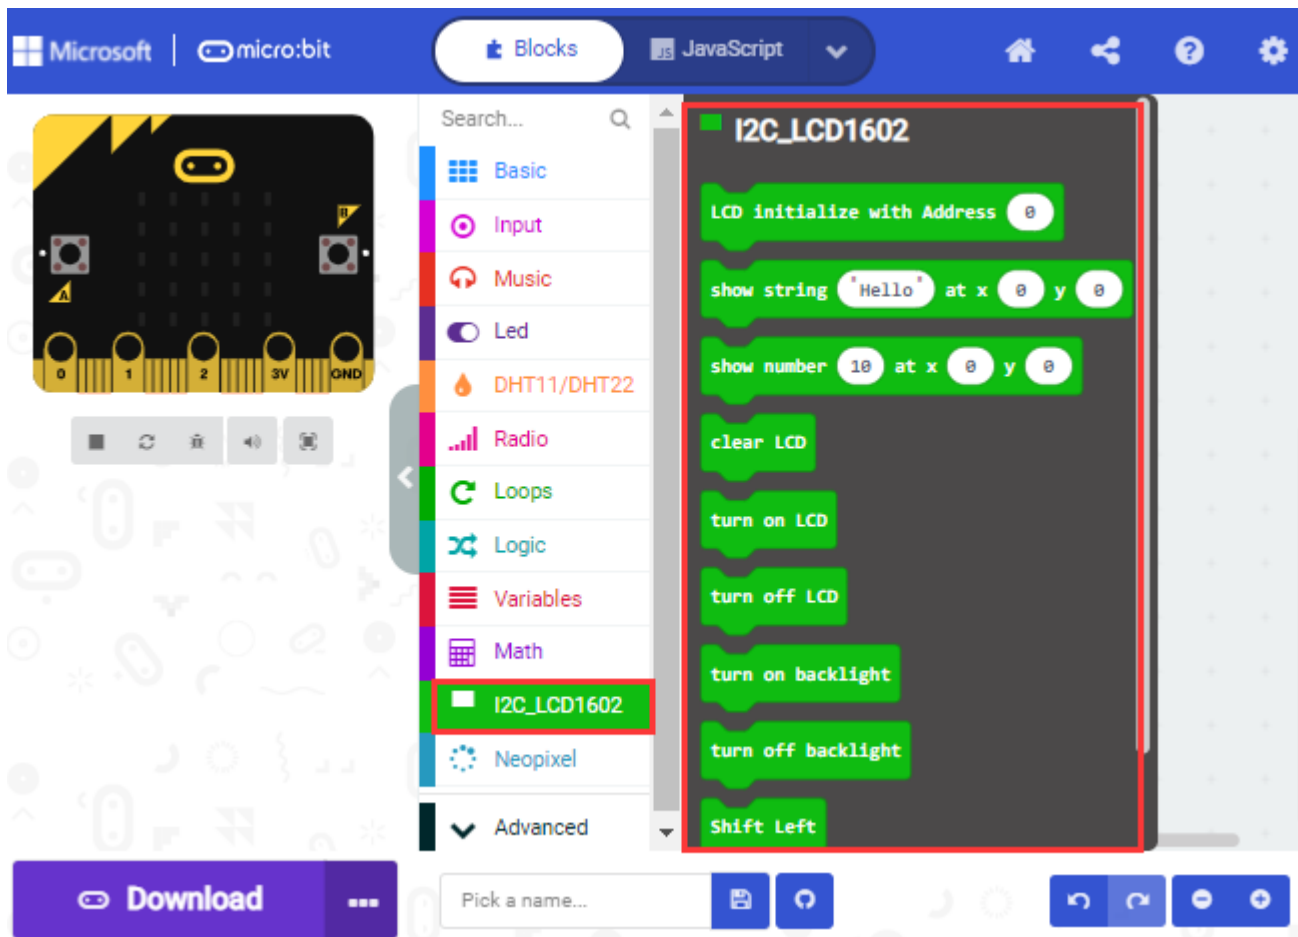 Microsoft micro:bit Blocks JS JavaScript ?
Search...
Basic
Input
Music
Led
DHT11/DHT22
Radio
Loops
Logic
Variables
Math
I2C_LCD1602
Neopixel
Advanced
B
A
0 1 2 3V GND
I2C_LCD1602
LCD initialize with Address 0
show string "Hello" at x 0 y 0
show number 10 at x 0 y 0
clear LCD
turn on LCD
turn off LCD
turn on backlight
turn off backlight
Shift Left
Download ...
Pick a name...